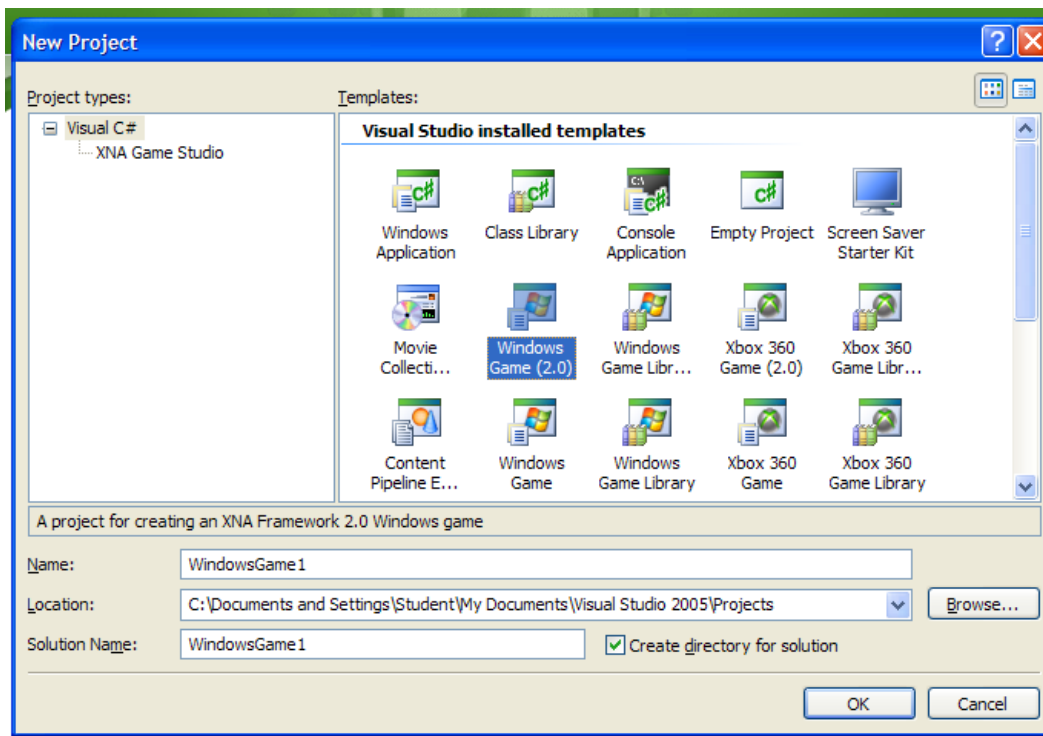 New Project
Project types:
Templates:
Visual C#
XNA Game Studio
Visual Studio installed templates
Windows Application
Class Library
Console Application
Empty Project
Screen Saver Starter Kit
Movie Collecti...
Windows Game (2.0)
Windows Game Libr...
Xbox 360 Game (2.0)
Xbox 360 Game Libr...
Content Pipeline E...
Windows Game
Windows Game Library
Xbox 360 Game
Xbox 360 Game Library
A project for creating an XNA Framework 2.0 Windows game
Name:
WindowsGame1
Location:
C:\Documents and Settings\Student\My Documents\Visual Studio 2005\Projects
Browse...
Solution Name:
WindowsGame1
Create directory for solution
OK
Cancel